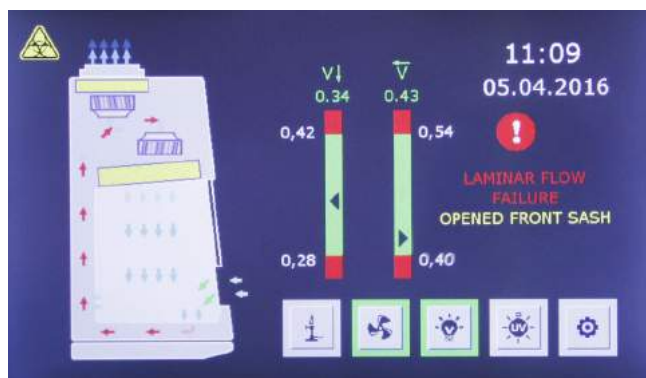 11:09
05.04.2016
V↓
V
0.34
0.43
0,42
0,54
0,28
0,40
LAMINAR FLOW
FAILURE
OPENED FRONT SASH
V
UV